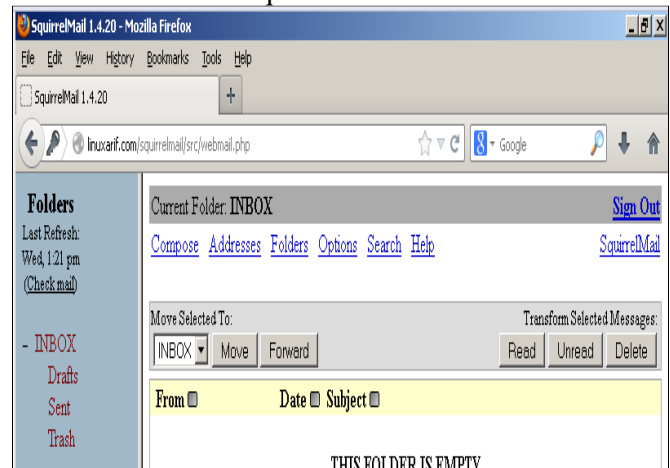 SquirrelMail 1.4.20 - Mozilla Firefox
File Edit View History Bookmarks Tools Help
SquirrelMail 1.4.20
linuxarif.com/squirrelmail/src/webmail.php
8 Google
Folders
Last Refresh:
Wed, 1:21 pm
(Check mail)
- INBOX
Drafts
Sent
Trash
Current Folder: INBOX Sign Out
Compose Addresses Folders Options Search Help SquirrelMail
Move Selected To: Transform Selected Messages:
INBOX Move Forward Read Unread Delete
From Date Subject
THIS FOLDER IS EMPTY